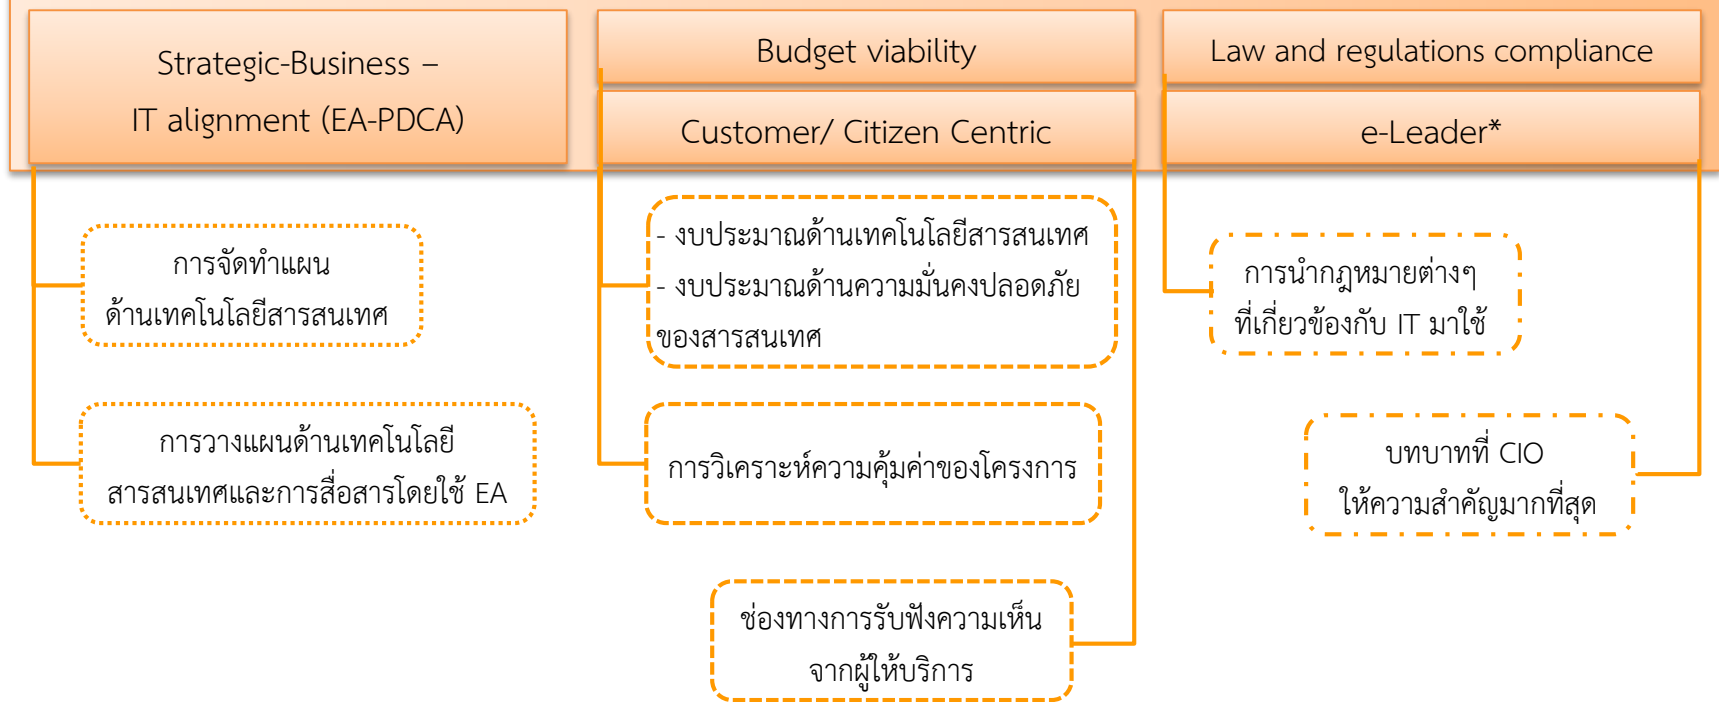 Strategic-Business –
IT alignment (EA-PDCA)
Budget viability
Customer/ Citizen Centric
Law and regulations compliance
e-Leader*
การจัดทำแผน
ด้านเทคโนโลยีสารสนเทศ
การวางแผนด้านเทคโนโลยี
สารสนเทศและการสื่อสารโดยใช้ EA
- งบประมาณด้านเทคโนโลยีสารสนเทศ
- งบประมาณด้านความมั่นคงปลอดภัย
ของสารสนเทศ
การวิเคราะห์ความคุ้มค่าของโครงการ
ช่องทางการรับฟังความเห็น
จากผู้ให้บริการ
การนำกฎหมายต่างๆ
ที่เกี่ยวข้องกับ IT มาใช้
บทบาทที่ CIO
ให้ความสำคัญมากที่สุด